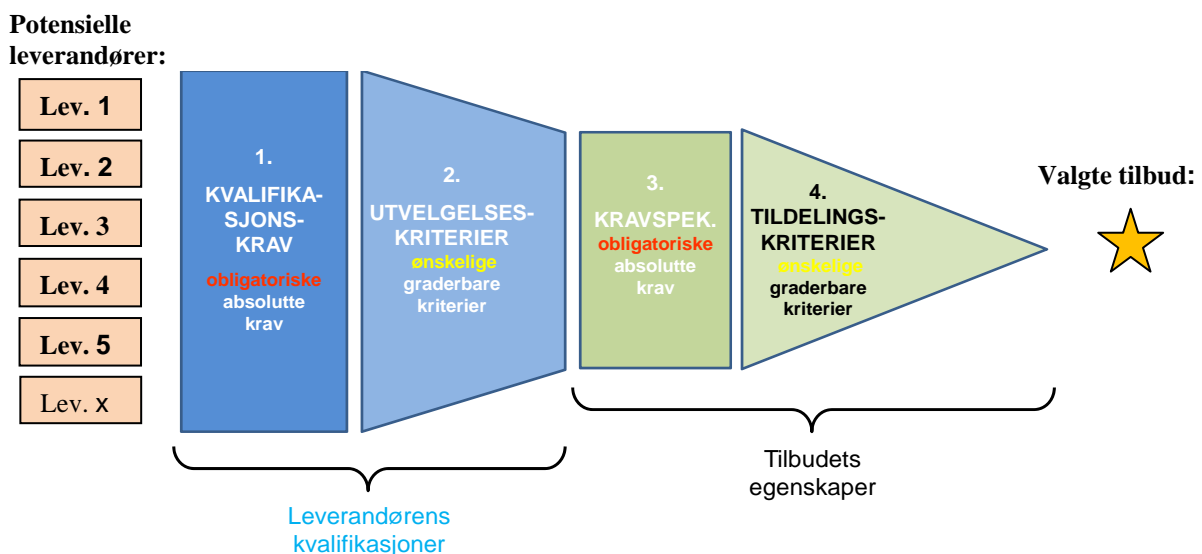 Potensielle
leverandører:
Lev. 1
Lev. 2
Lev. 3
Lev. 4
Lev. 5
Lev. x
1.
KVALIFIKA-
SJONS-
KRAV
obligatoriske
absolutte
krav
2.
UTVELGELSES-
KRITERIER
ønskelige
graderbare
kriterier
3.
KRAVSPEK.
obligatoriske
absolutte
krav
4.
TILDELINGS-
KRITERIER
ønskelige
graderbare
kriterier
Valgte tilbud:
Leverandørens
kvalifikasjoner
Tilbudets
egenskaper